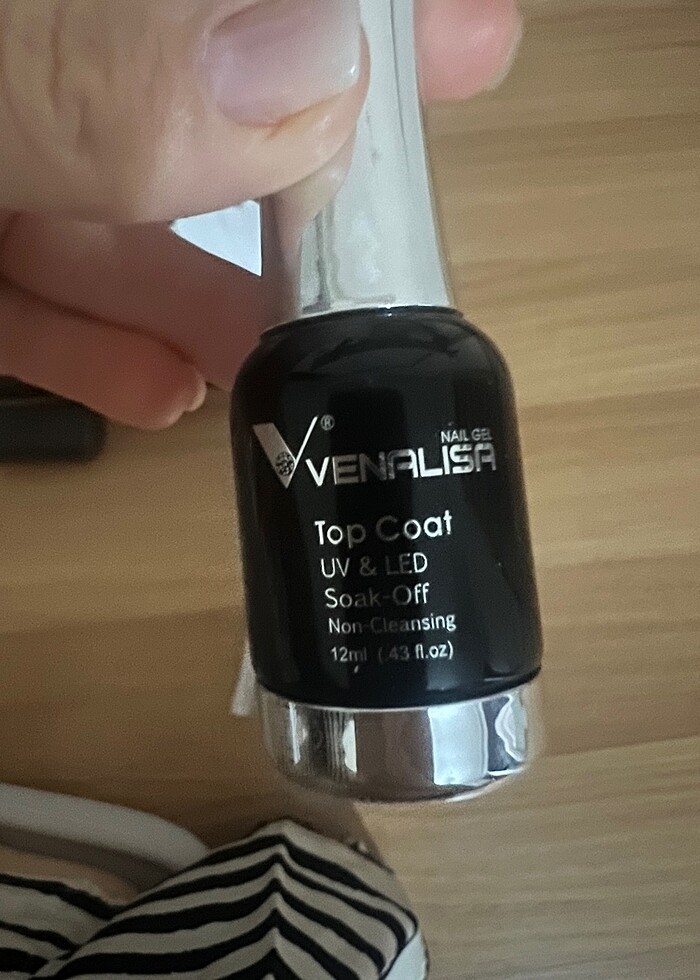 ®
NAIL GEL
VENALISA
Top Coat
UV & LED
Soak-Off
Non-Cleansing
12ml (.43 fl.oz)